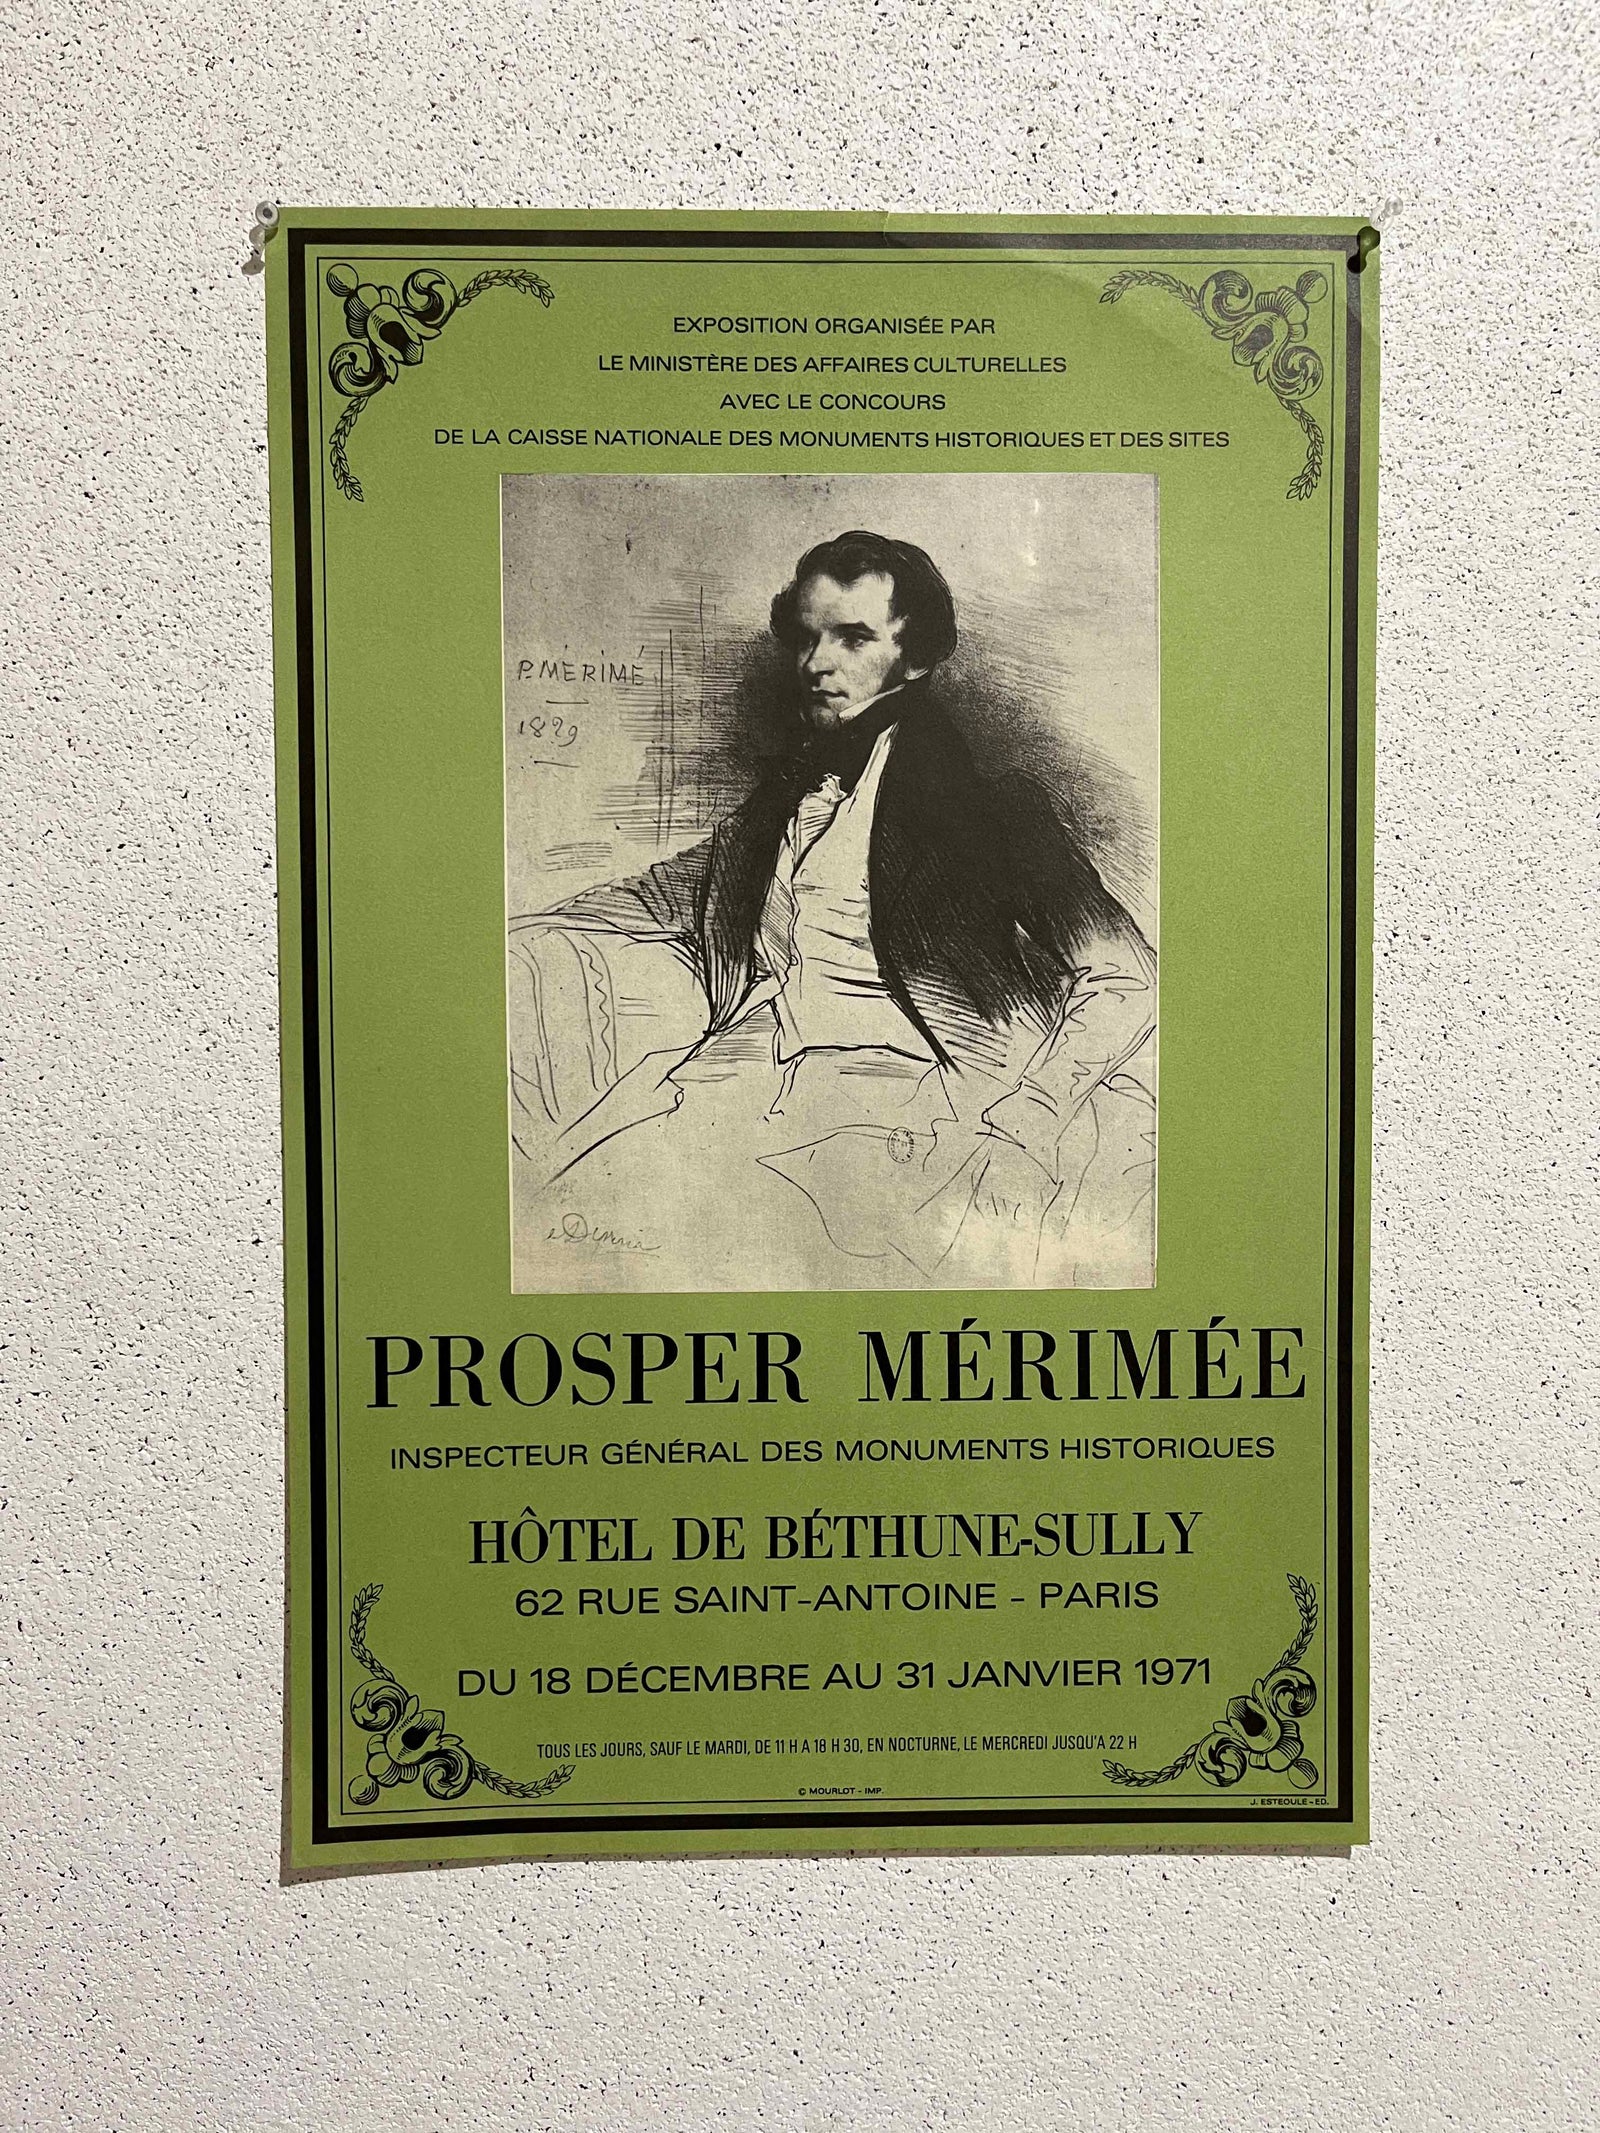 EXPOSITION ORGANISÉE PAR
LE MINISTÈRE DES AFFAIRES CULTURELLES
AVEC LE CONCOURS
DE LA CAISSE NATIONALE DES MONUMENTS HISTORIQUES ET DES SITES
P. MÉRIMÉ
1829
PROSPER MÉRIMÉE
INSPECTEUR GÉNÉRAL DES MONUMENTS HISTORIQUES
HÔTEL DE BÉTHUNE-SULLY
62 RUE SAINT-ANTOINE - PARIS
DU 18 DÉCEMBRE AU 31 JANVIER 1971
TOUS LES JOURS, SAUF LE MARDI, DE 11 H A 18 H 30, EN NOCTURNE, LE MERCREDI JUSQU'A 22 H
© MOURLOT - IMP.
J. ESTEOULE - ED.